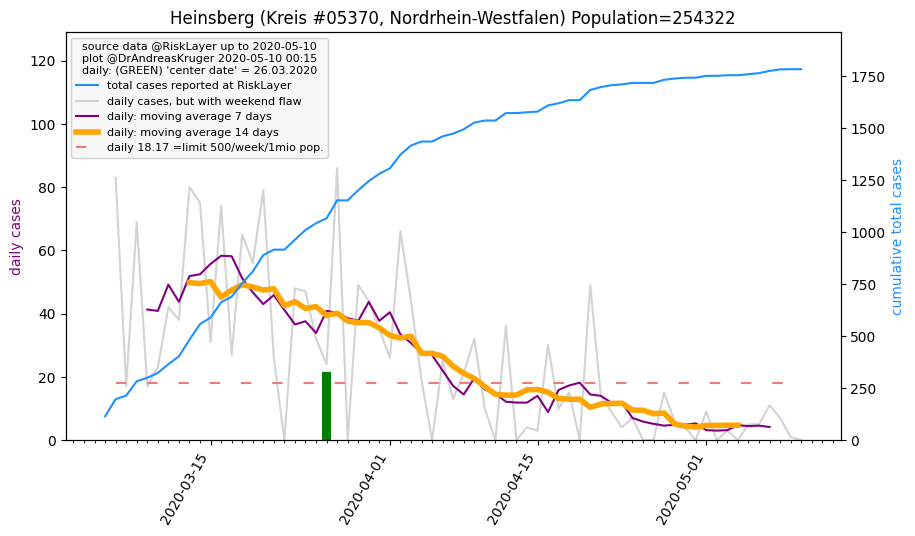 Heinsberg (Kreis #05370, Nordrhein-Westfalen) Population=254322
source data @RiskLayer up to 2020-05-10
plot @DrAndreasKruger 2020-05-10 00:15
daily: (GREEN) 'center date' = 26.03.2020
total cases reported at RiskLayer
daily cases, but with weekend flaw
daily: moving average 7 days
daily: moving average 14 days
daily 18.17 =limit 500/week/1mio pop.
daily cases
120
100
80
60
40
20
0
cumulative total cases
1750
1500
1250
1000
750
500
250
0
2020-03-15
2020-04-01
2020-04-15
2020-05-01